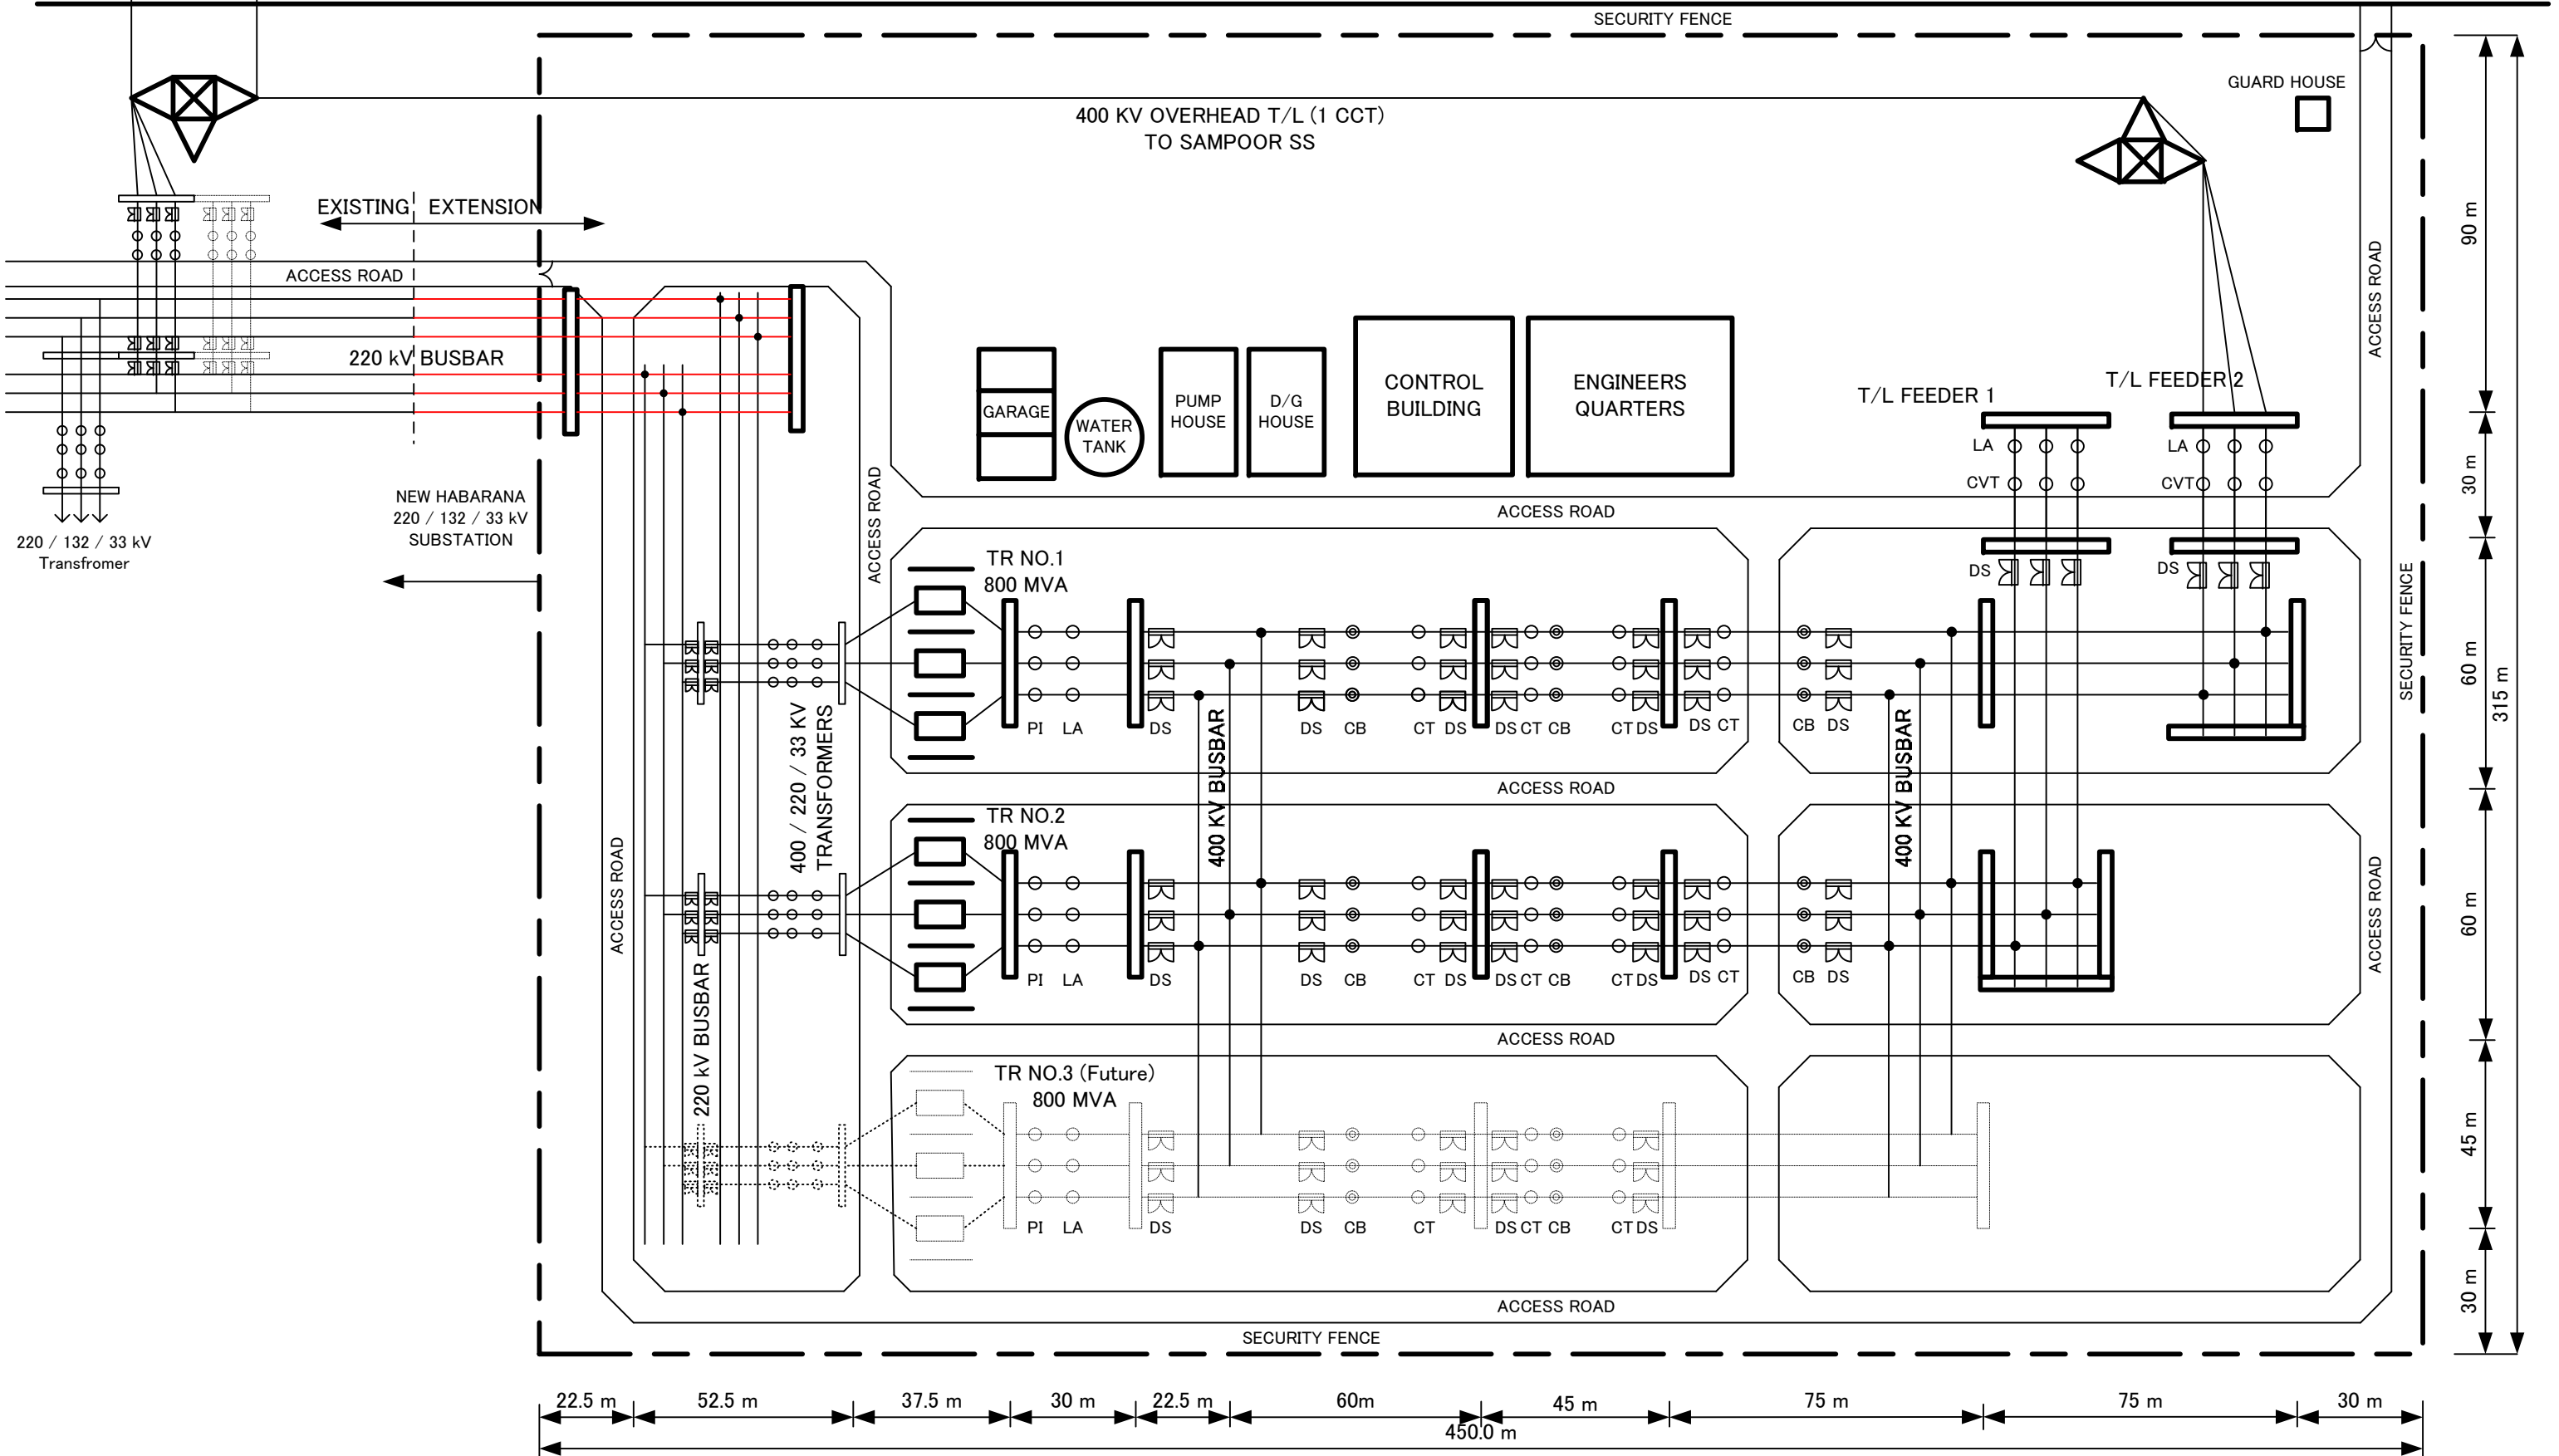 SECURITY FENCE
GUARD HOUSE
400 KV OVERHEAD T/L (1 CCT)
TO SAMPOOR SS
EXISTING
EXTENSION
ACCESS ROAD
220 kV BUSBAR
90 m
ACCESS ROAD
GARAGE
WATER
TANK
PUMP
HOUSE
D/G
HOUSE
CONTROL
BUILDING
ENGINEERS
QUARTERS
T/L FEEDER 1
T/L FEEDER 2
LA
LA
CVT
CVT
30 m
NEW HABARANA
220 / 132 / 33 kV
SUBSTATION
220 / 132 / 33 kV
Transfromer
ACCESS ROAD
ACCESS ROAD
TR NO.1
800 MVA
DS
DS
SECURITY FENCE
60 m
315 m
400 / 220 / 33 KV
TRANSFORMERS
PI
LA
DS
400 KV BUSBAR
DS
CB
CT
DS
DS
CT
CB
CT
DS
DS
CT
CB
DS
400 KV BUSBAR
ACCESS ROAD
TR NO.2
800 MVA
ACCESS ROAD
60 m
ACCESS ROAD
PI
LA
DS
DS
CB
CT
DS
DS
CT
CB
CT
DS
DS
CT
CB
DS
220 kV BUSBAR
ACCESS ROAD
TR NO.3 (Future)
800 MVA
45 m
PI
LA
DS
DS
CB
CT
DS
CT
CB
CT
DS
30 m
ACCESS ROAD
SECURITY FENCE
22.5 m
52.5 m
37.5 m
30 m
22.5 m
60m
45 m
75 m
75 m
30 m
450.0 m